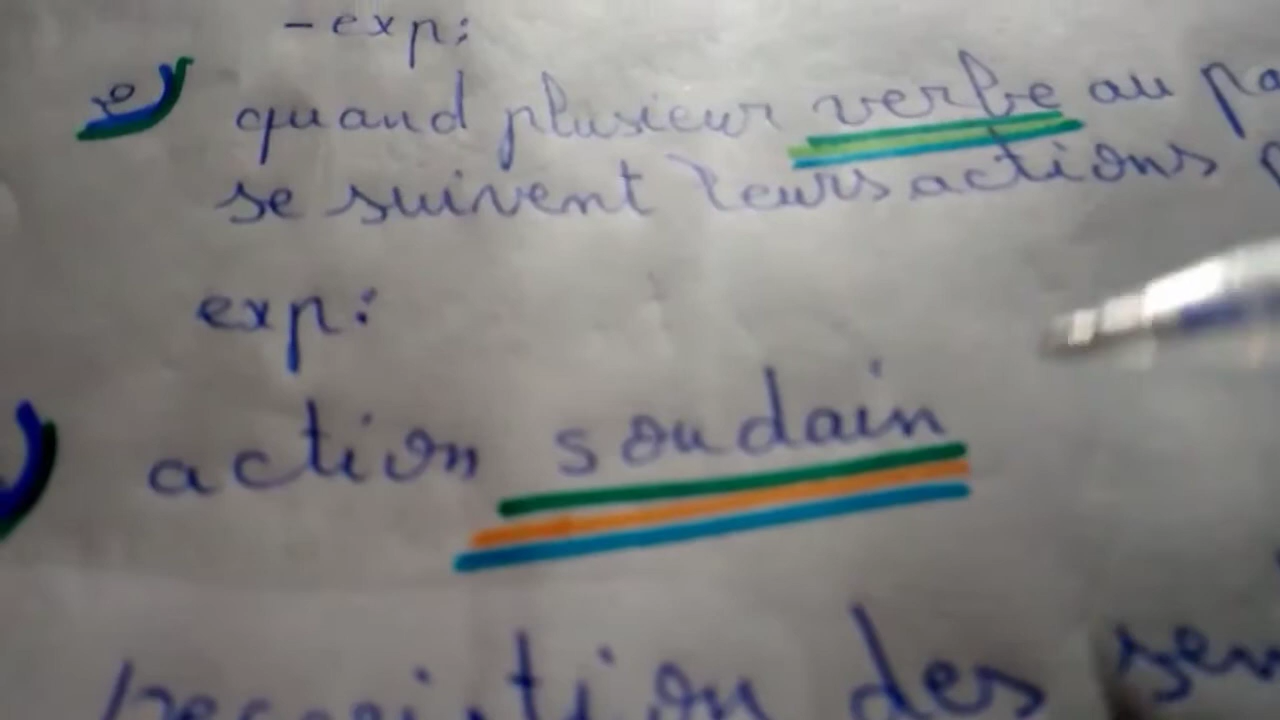 -exp:
quand plusieur verbe au
se suivent leurs actions
exp:
action soudain
des